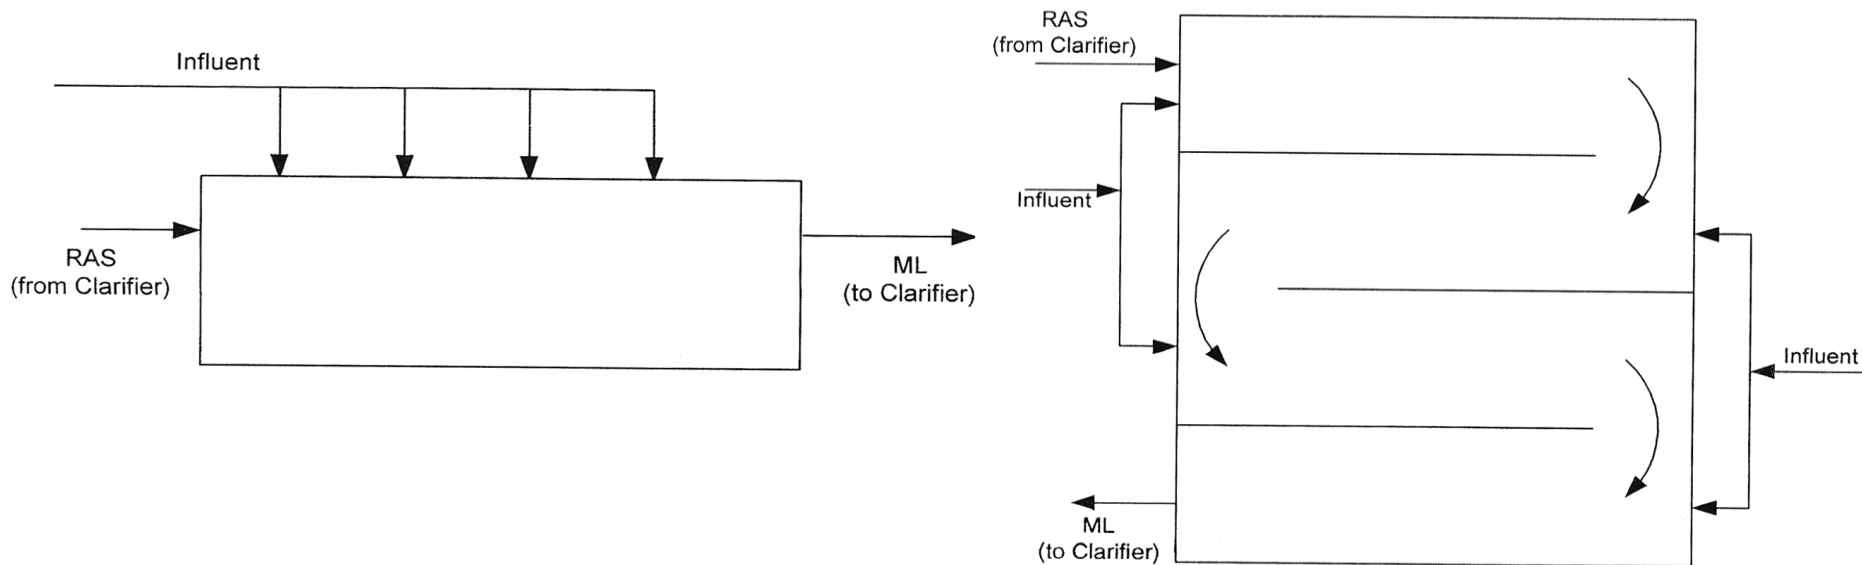 Influent
RAS
(from Clarifier)
ML
(to Clarifier)
RAS
(from Clarifier)
Influent
Influent
ML
(to Clarifier)